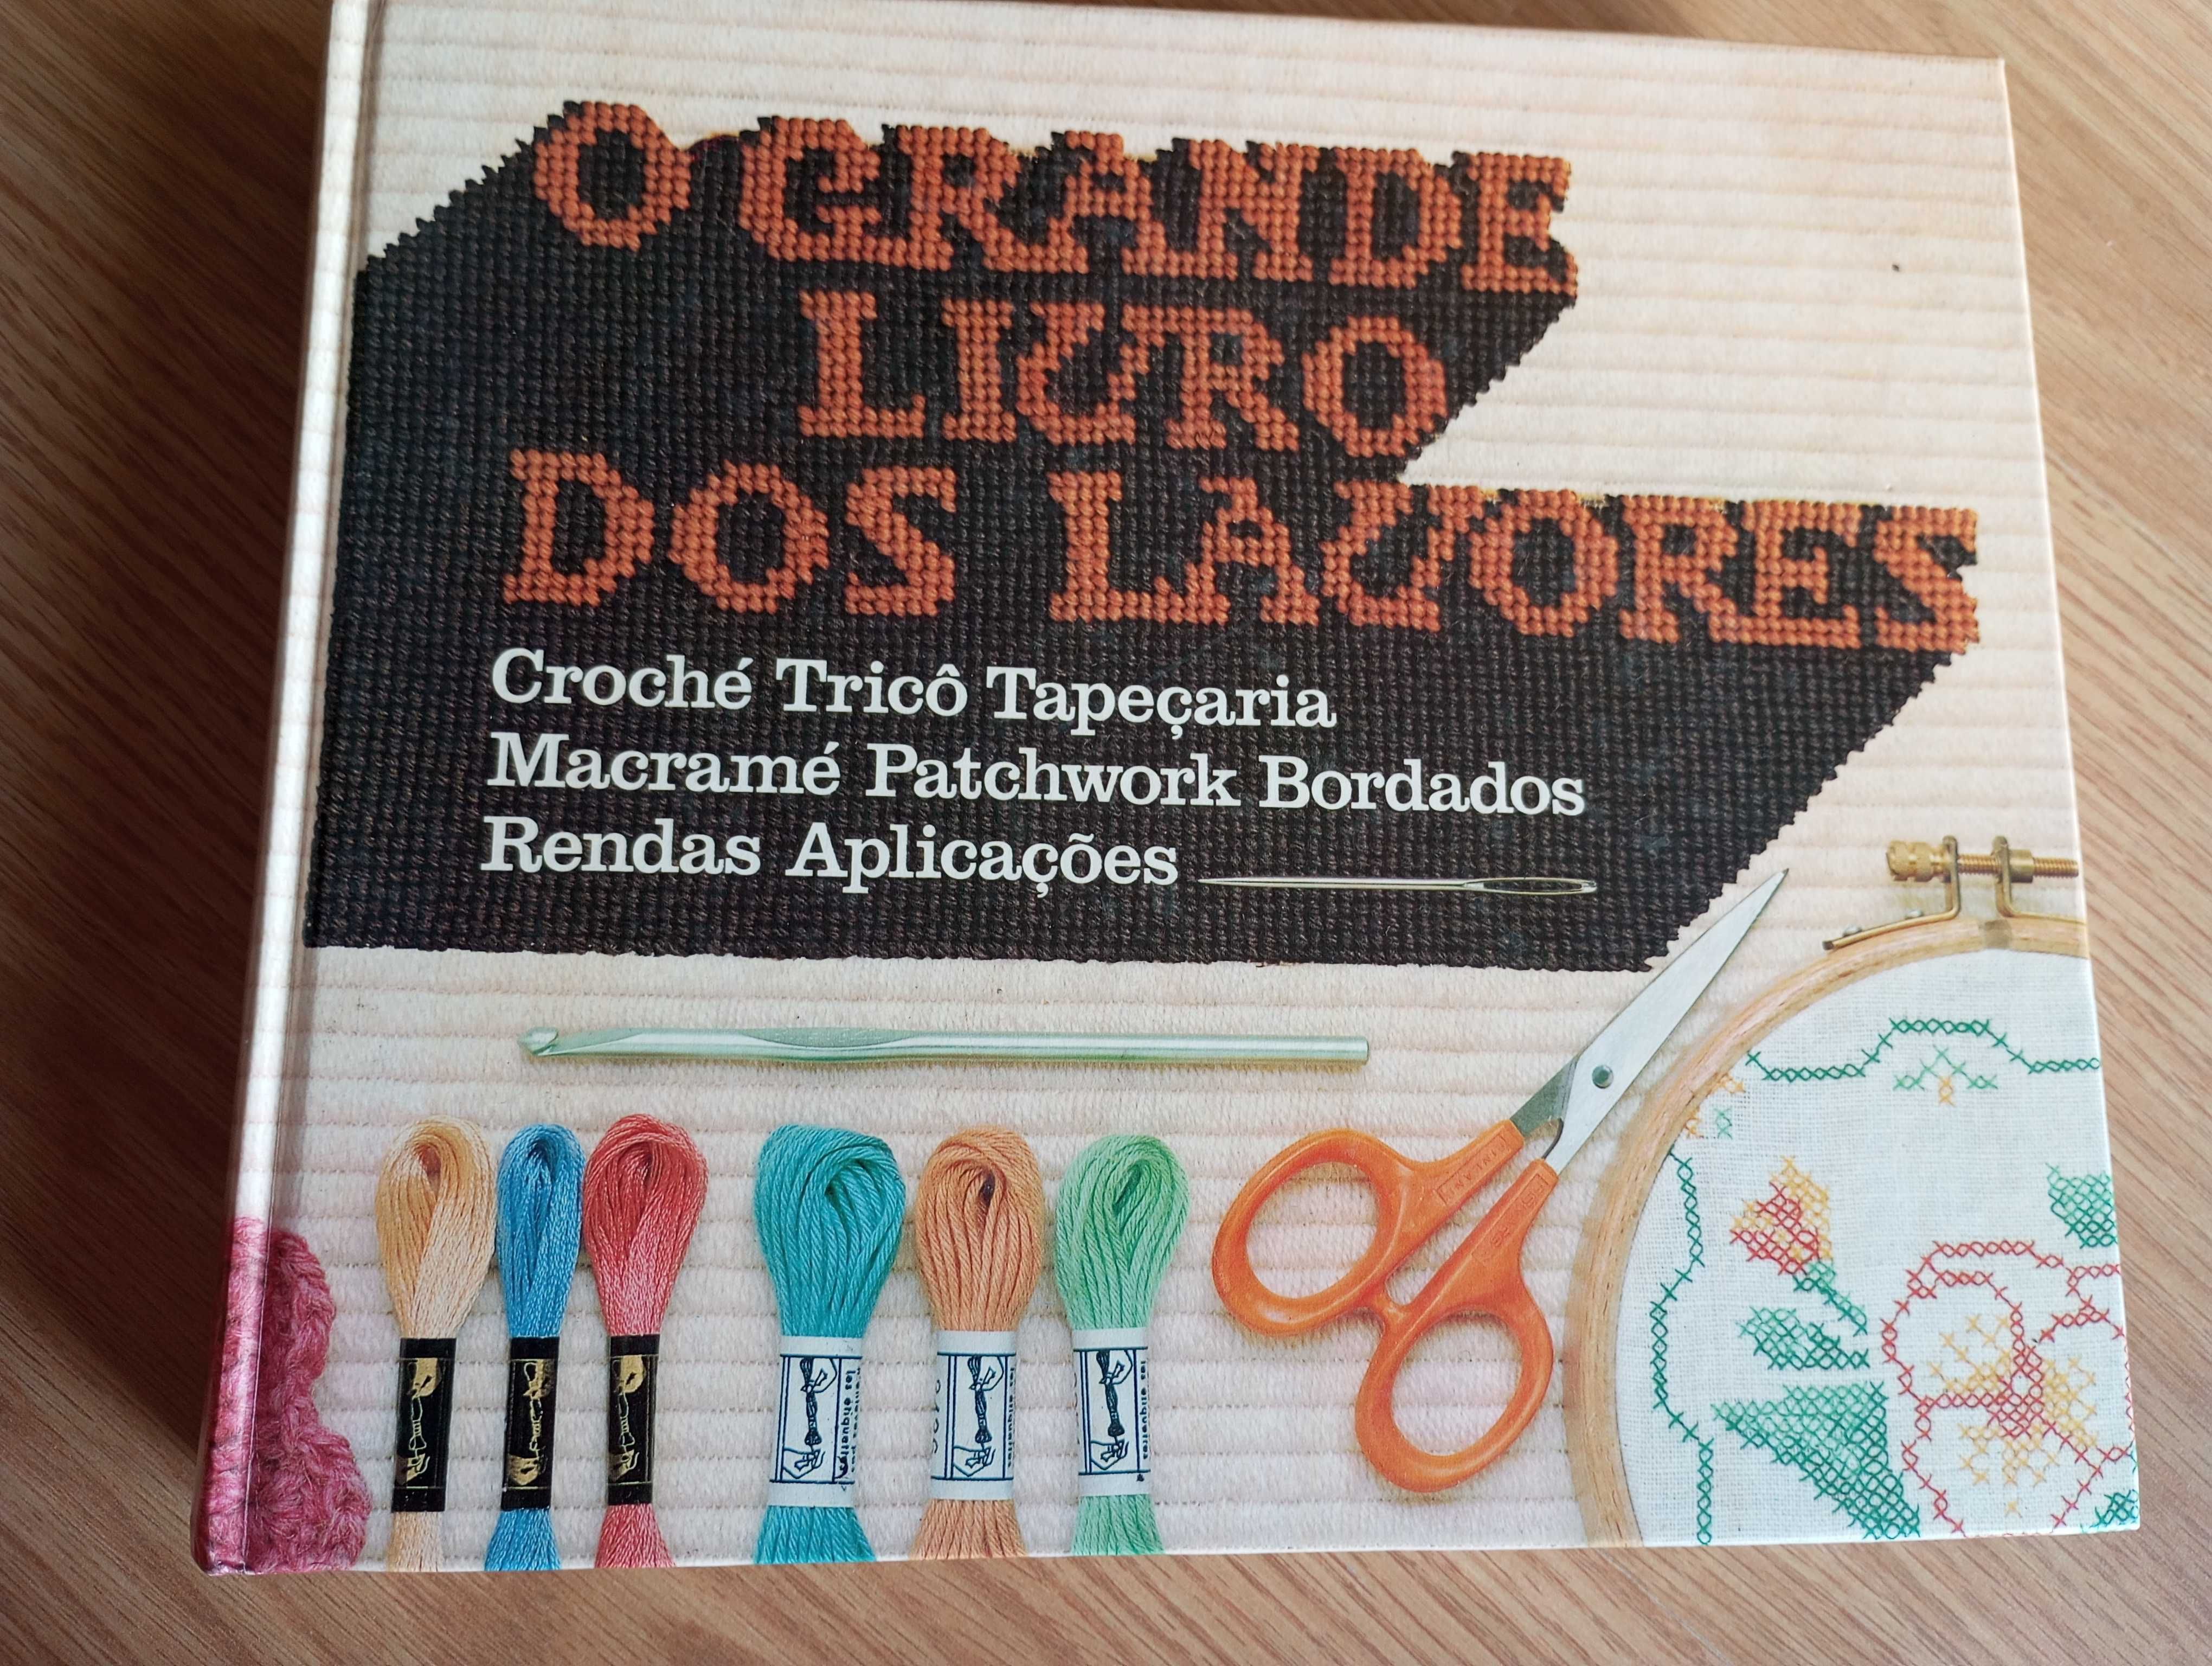 O GRANDE
LIVRO
DOS LAVORES
Croché Tricô Tapeçaria
Macramé Patchwork Bordados
Rendas Aplicações